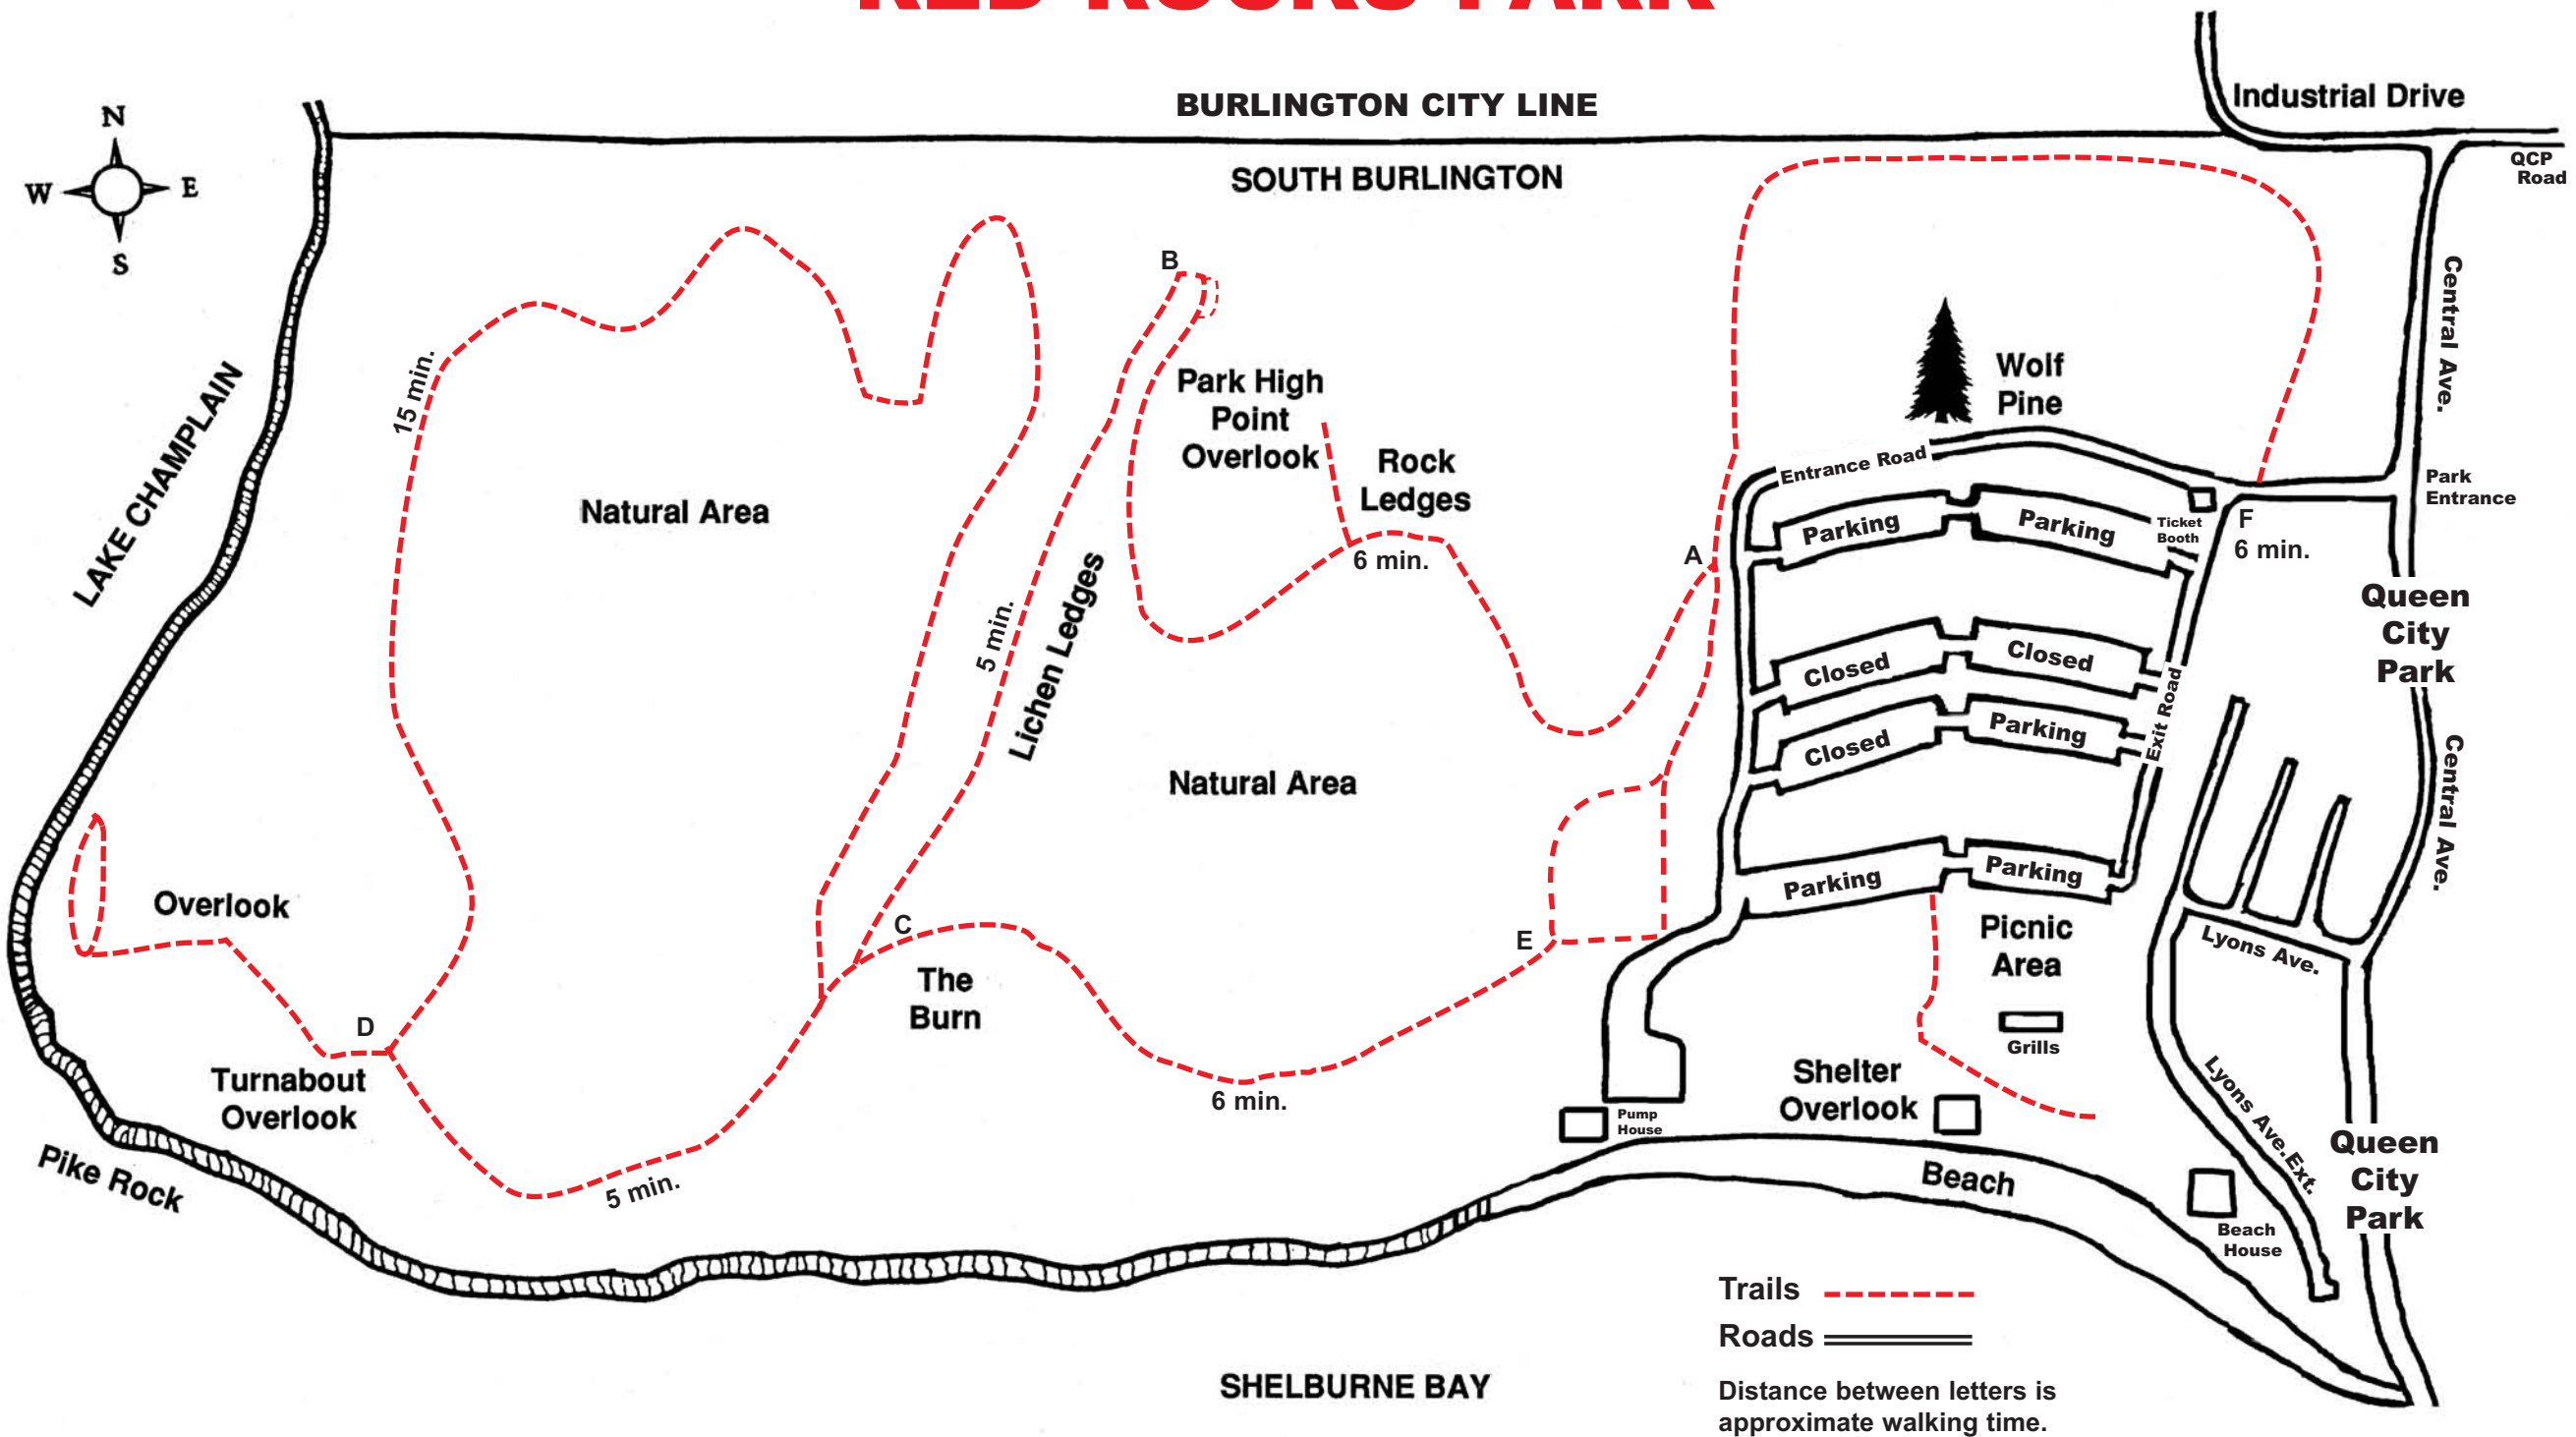 RED ROCKS PARK
BURLINGTON CITY LINE
SOUTH BURLINGTON
Industrial Drive
QCP
Road
N
W
E
S
LAKE CHAMPLAIN
15 min.
Natural Area
B
Park High
Point
Overlook
Rock
Ledges
6 min.
A
5 min.
Lichen Ledges
Natural Area
Wolf
Pine
Entrance Road
Parking
Parking
Ticket
Booth
F
6 min.
Park
Entrance
Central Ave.
Closed
Closed
Closed
Parking
Exit Road
Parking
Parking
Queen
City
Park
Central Ave.
Overlook
D
Turnabout
Overlook
Pike Rock
5 min.
C
The
Burn
6 min.
E
Picnic
Area
Grills
Shelter
Overlook
Pump
House
Beach
Lyons Ave.
Lyons Ave.Ext.
Beach
House
Queen
City
Park
SHELBURNE BAY
Trails
Roads
Distance between letters is
approximate walking time.